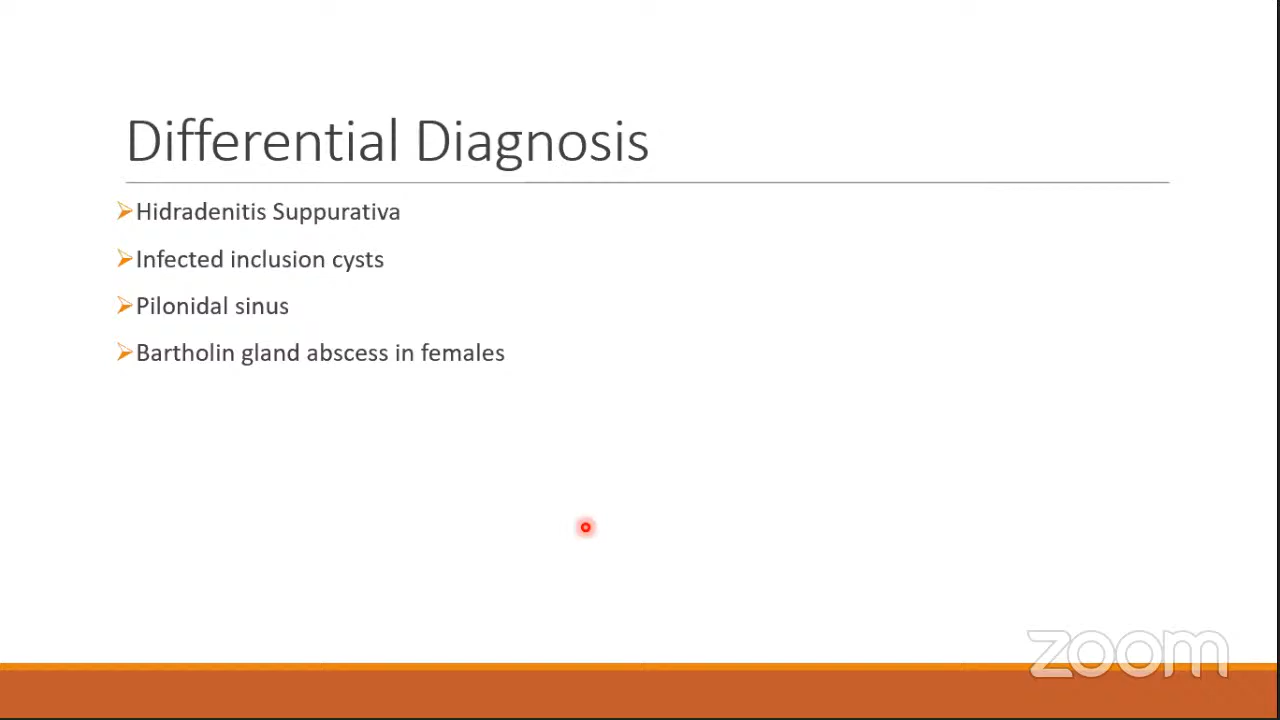 Differential Diagnosis
Hidradenitis Suppurativa
Infected inclusion cysts
Pilonidal sinus
Bartholin gland abscess in females
zoom